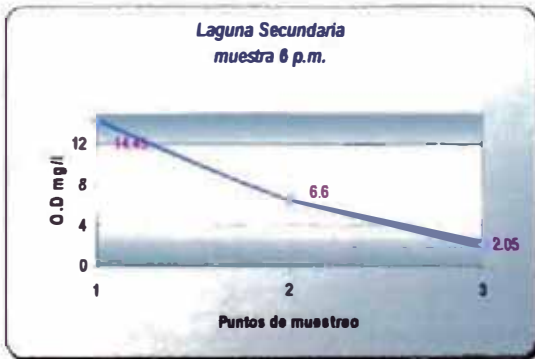 Laguna Secundaria
muestra 6 p.m.
O.D mg/l
12
8
4
0
14.45
6.6
2.05
1
2
3
Puntos de muestreo